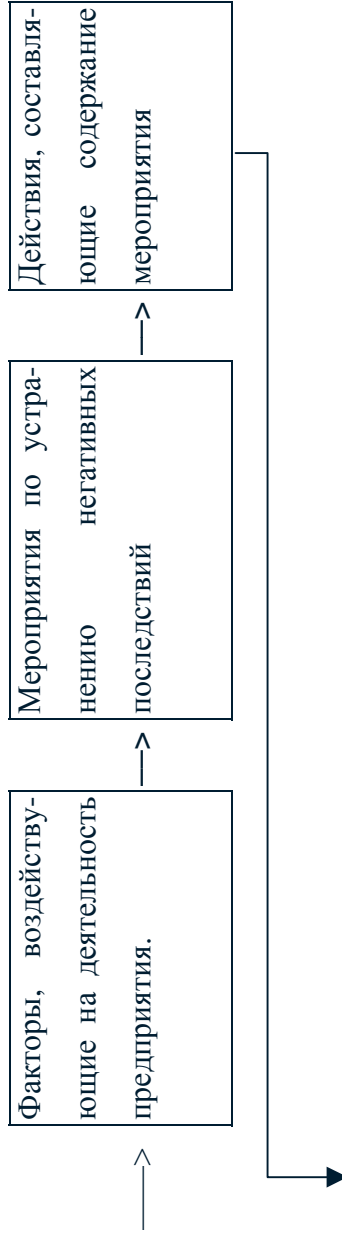 Факторы, воздейству-
ющие на деятельность
предприятия.
Мероприятия по устра-
нению негативных
последствий
Действия, составля-
ющие содержание
мероприятия